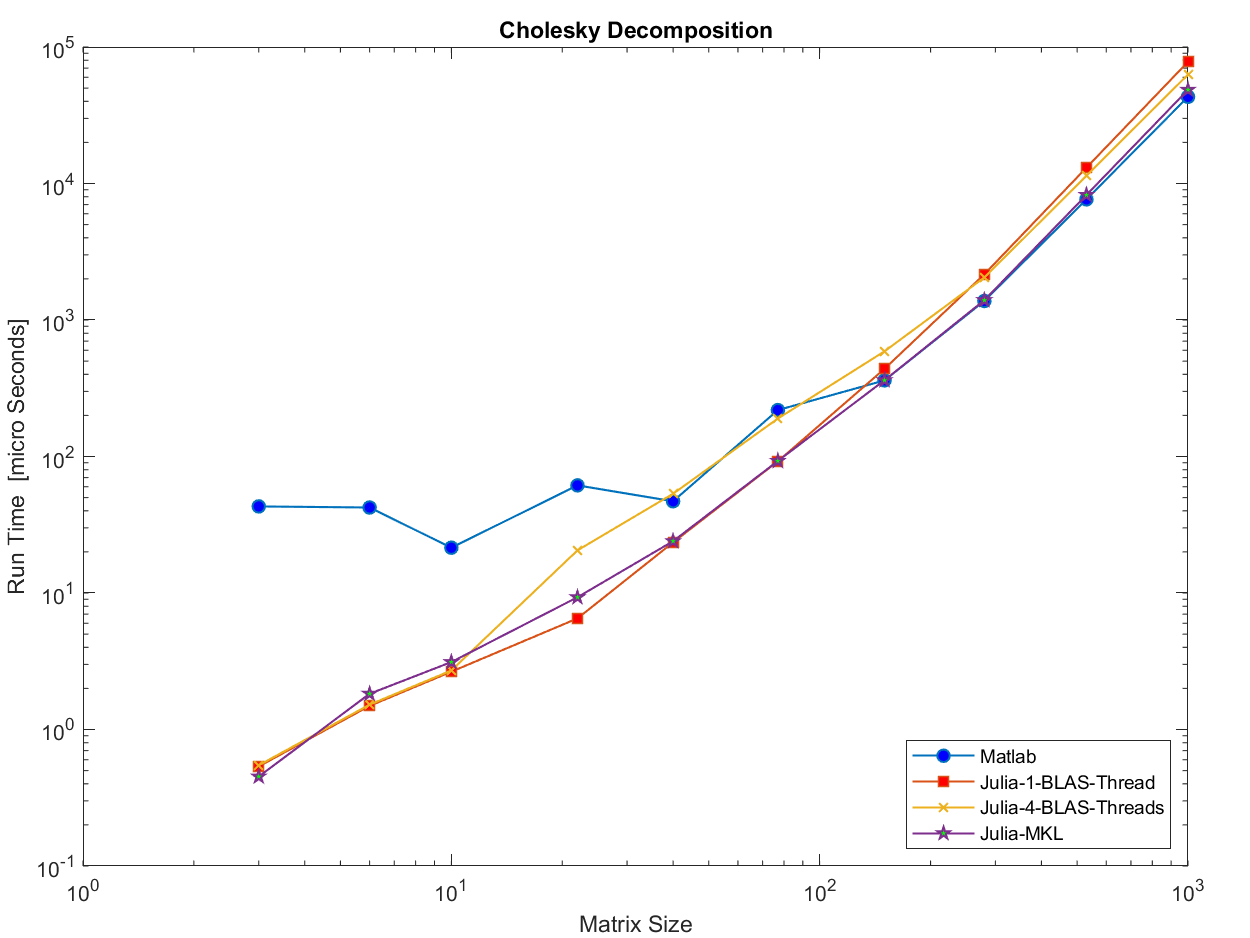 Cholesky Decomposition
10^5
10^4
10^3
10^2
10^1
10^0
10^-1
Run Time [micro Seconds]
10^0 10^1 10^2 10^3
Matrix Size
Matlab
Julia-1-BLAS-Thread
Julia-4-BLAS-Threads
Julia-MKL